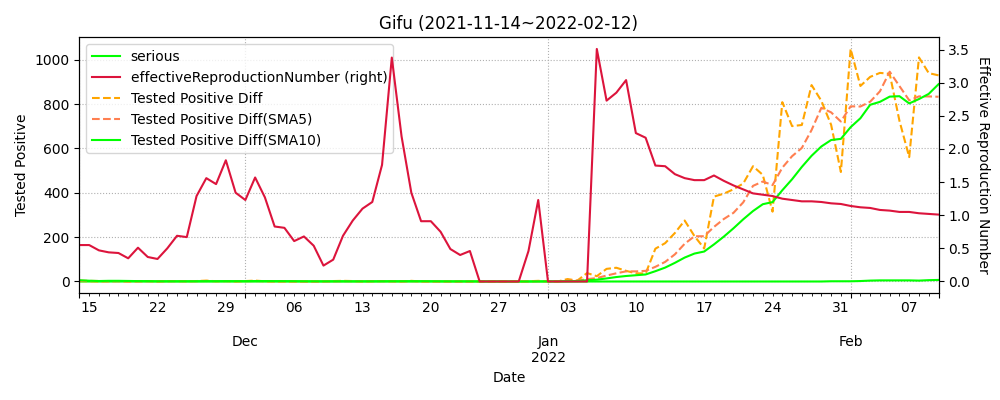 Gifu (2021-11-14~2022-02-12)
serious
effectiveReproductionNumber (right)
Tested Positive Diff
Tested Positive Diff(SMA5)
Tested Positive Diff(SMA10)
Tested Positive
1000
800
600
400
200
0
3.5
3.0
2.5
2.0
1.5
1.0
0.5
0.0
Effective Reproduction Number
15 22 29 06 13 20 27 03 10 17 24 31 07
Dec Jan Feb
2022
Date